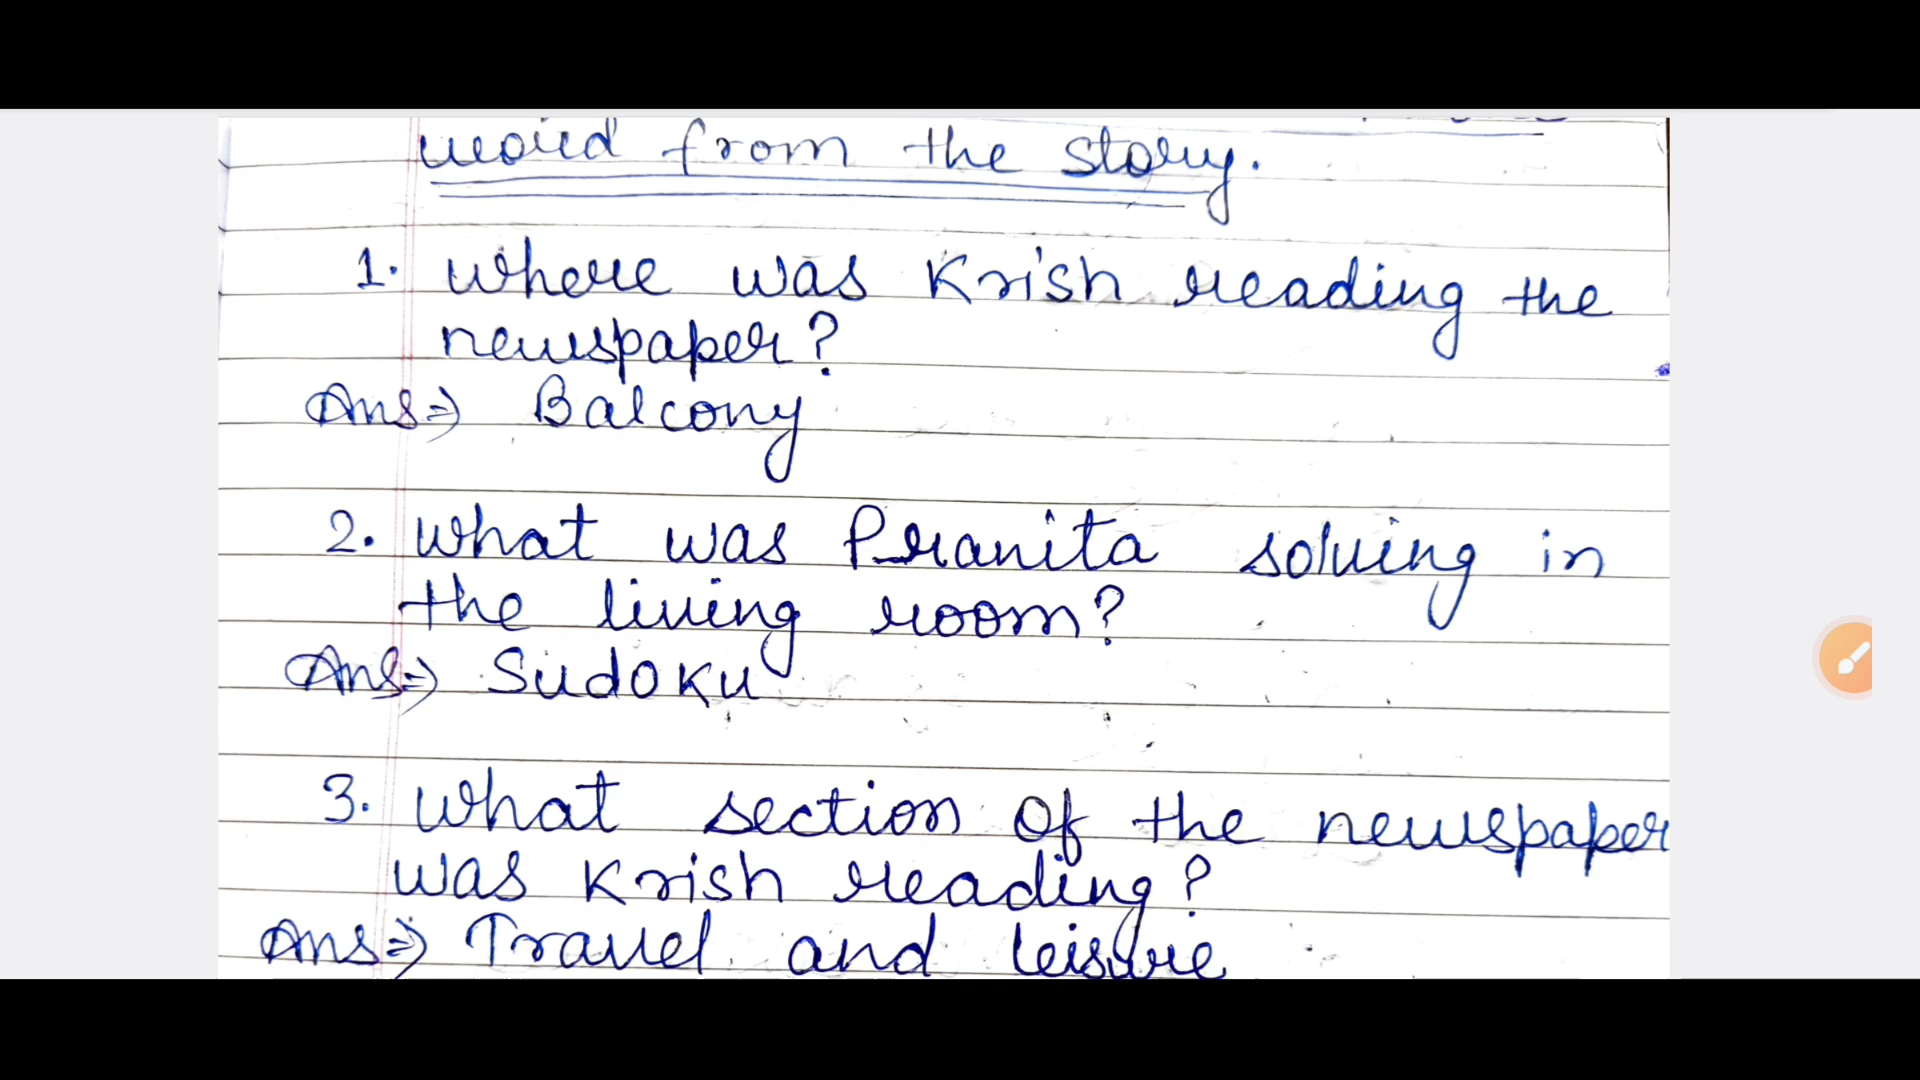 word from the story.
1. Where was Krish reading the
newspaper?
Ans⇒ Balcony
2. What was Pranita solving in
the living room?
Ans⇒ Sudoku
3. What section of the newspaper
was Krish reading?
Ans⇒ Travel and leisure